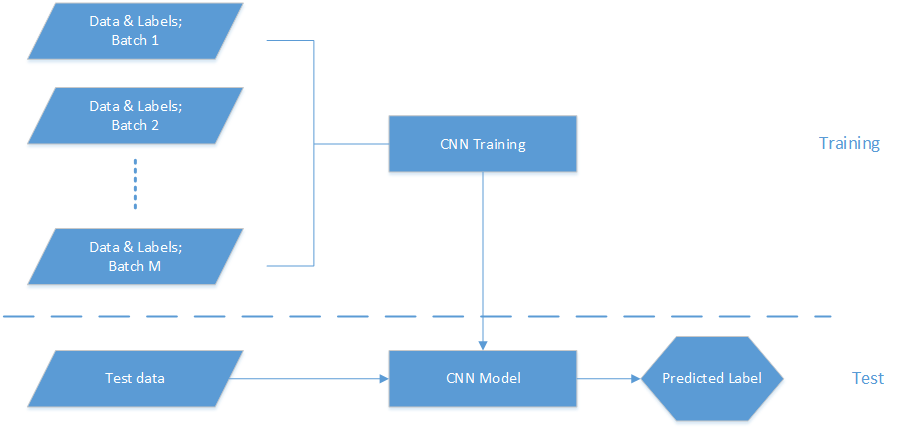 Data & Labels;
Batch 1
Data & Labels;
Batch 2
CNN Training
Training
Data & Labels;
Batch M
Test data
CNN Model
Predicted Label
Test